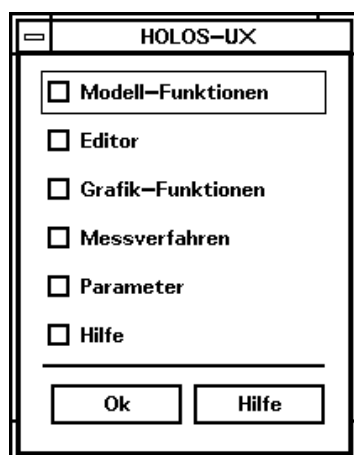 HOLOS-UX
Modell-Funktionen
Editor
Grafik-Funktionen
Messverfahren
Parameter
Hilfe
Ok Hilfe